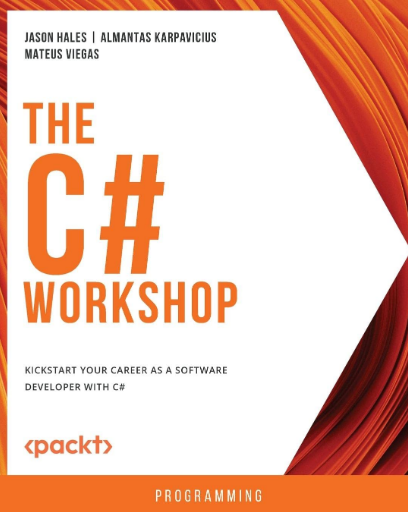 JASON HALES | ALMANTAS KARPAVICIUS
MATEUS VIEGAS
THE
C#
WORKSHOP
KICKSTART YOUR CAREER AS A SOFTWARE
DEVELOPER WITH C#
<packt>
PROGRAMMING